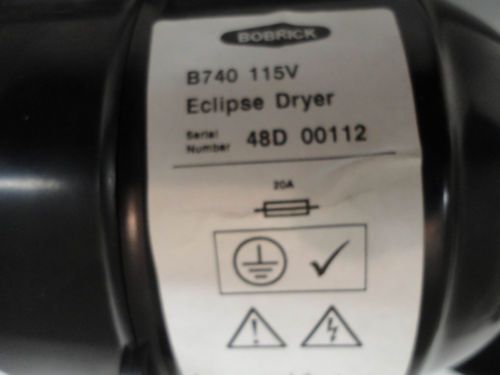 BOBRICK
B740 115V
Eclipse Dryer
Serial
Number 48D 00112
20A